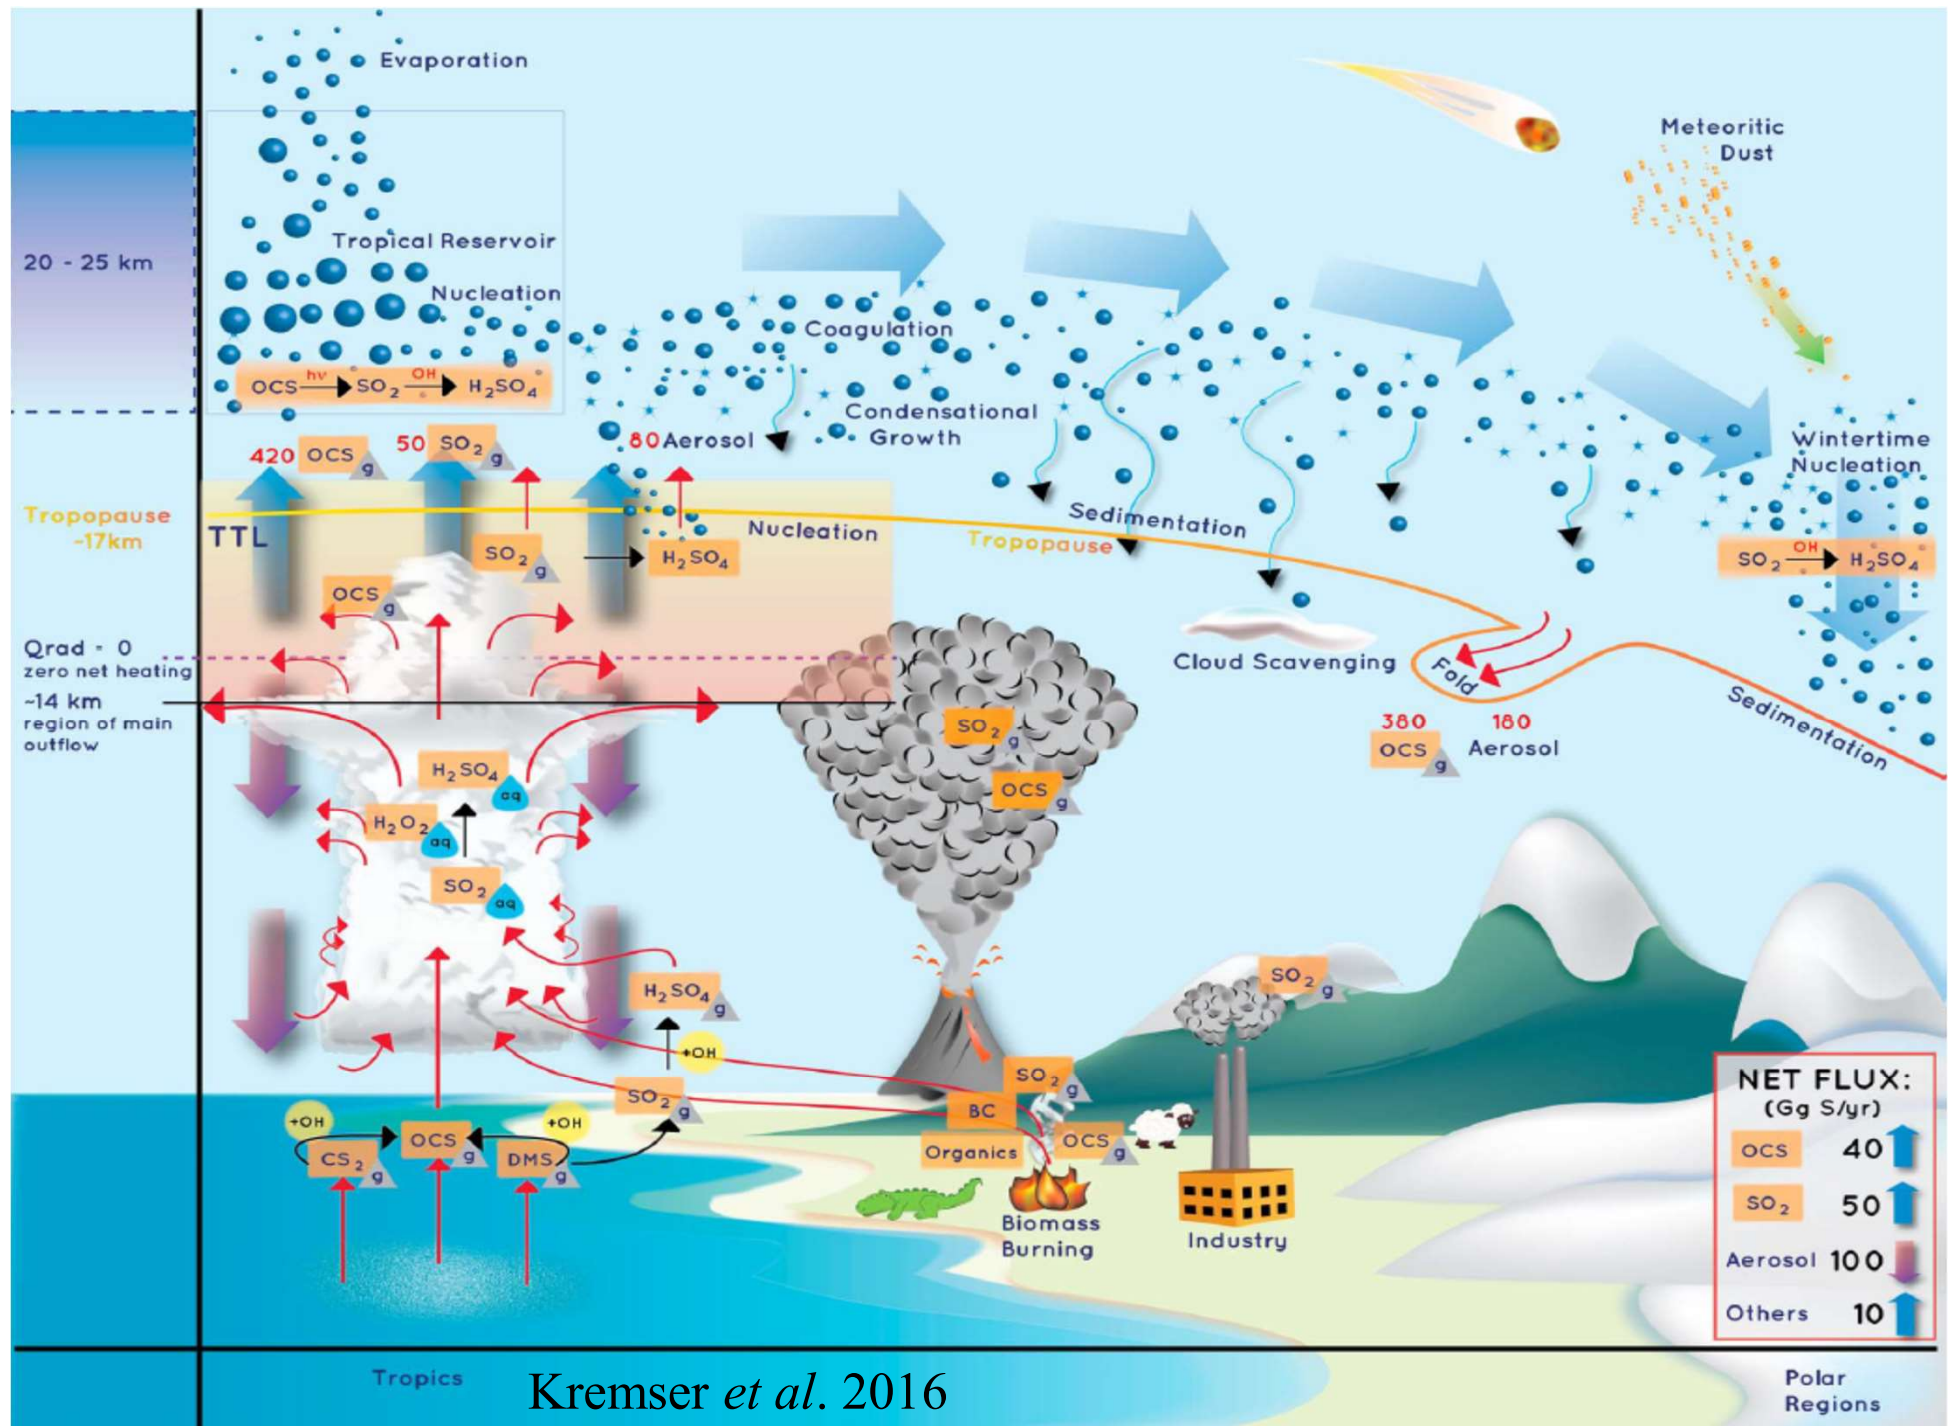 Evaporation
Meteoritic
Dust
20 - 25 km
Tropical Reservoir
Nucleation
Coagulation
OCS hν SO2 OH H2SO4
Condensational
Growth
420 OCS g
50 SO2 g
80 Aerosol
Wintertime
Nucleation
Tropopause
~17km
TTL
Nucleation
Sedimentation
Tropopause
SO2 g
H2SO4
SO2 OH H2SO4
OCS g
Qrad = 0
zero net heating
~14 km
region of main
outflow
Cloud Scavenging
Fold
Sedimentation
380
OCS g
180
Aerosol
SO2 g
OCS g
H2SO4 aq
H2O2 aq
SO2 aq
H2SO4 g
+OH
SO2 g
SO2 g
SO2 g
BC
Organics
OCS g
+OH
+OH
CS2 g
OCS g
DMS g
Biomass
Burning
Industry
NET FLUX:
(Gg S/yr)
OCS 40
SO2 50
Aerosol 100
Others 10
Tropics
Kremser et al. 2016
Polar
Regions